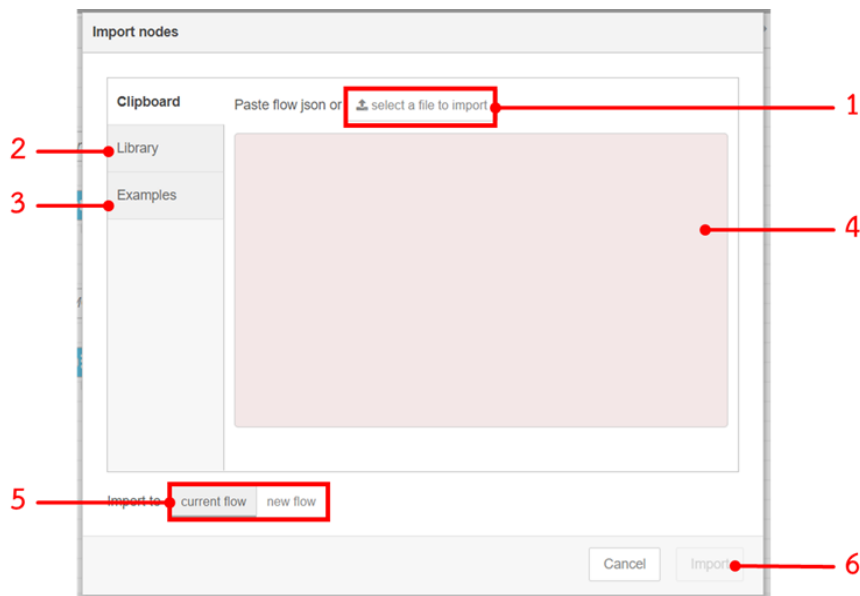 Import nodes
Clipboard
Paste flow json or select a file to import
1
2
Library
3
Examples
4
5
Import to current flow new flow
Cancel
Import
6